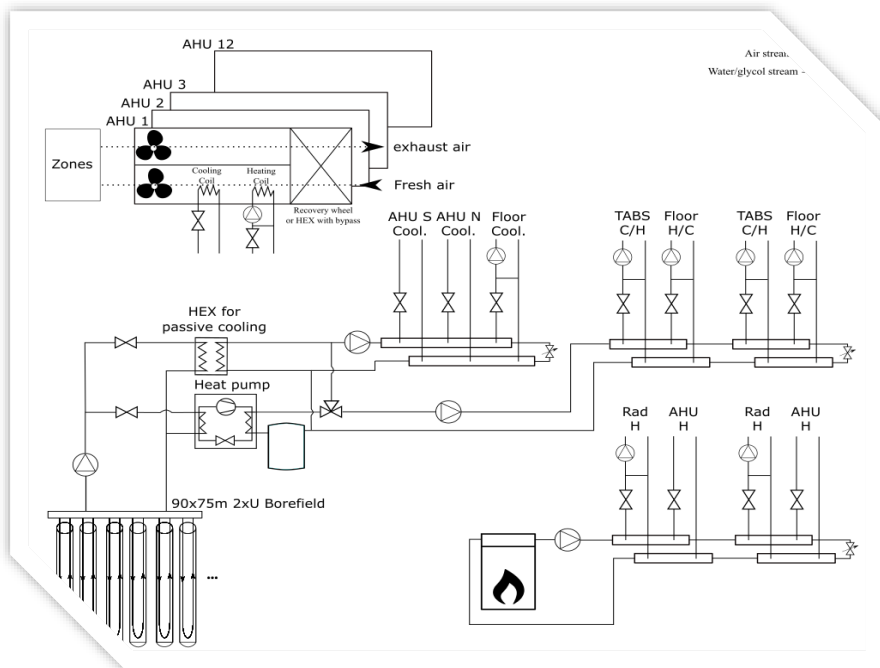 AHU 12
Air
Water/glycol stream -
AHU 3
AHU 2
AHU 1
exhaust air
Zones
Cooling
Coil
Heating
Coil
Fresh air
Recovery wheel
or HEX with bypass
AHU S
Cool.
AHU N
Cool.
Floor
Cool.
TABS
C/H
Floor
H/C
TABS
C/H
Floor
H/C
HEX for
passive cooling
Heat pump
Rad
H
AHU
H
Rad
H
AHU
H
90x75m 2xU Borefield
...